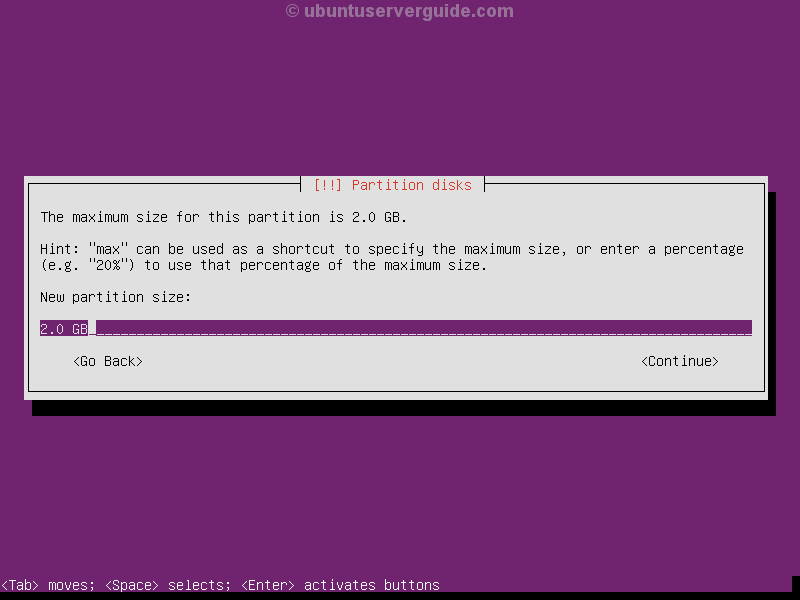 © ubuntuserverguide.com
[!!] Partition disks
The maximum size for this partition is 2.0 GB.
Hint: "max" can be used as a shortcut to specify the maximum size, or enter a percentage
(e.g. "20%") to use that percentage of the maximum size.
New partition size:
2.0 GB
<Go Back> <Continue>
<Tab> moves; <Space> selects; <Enter> activates buttons